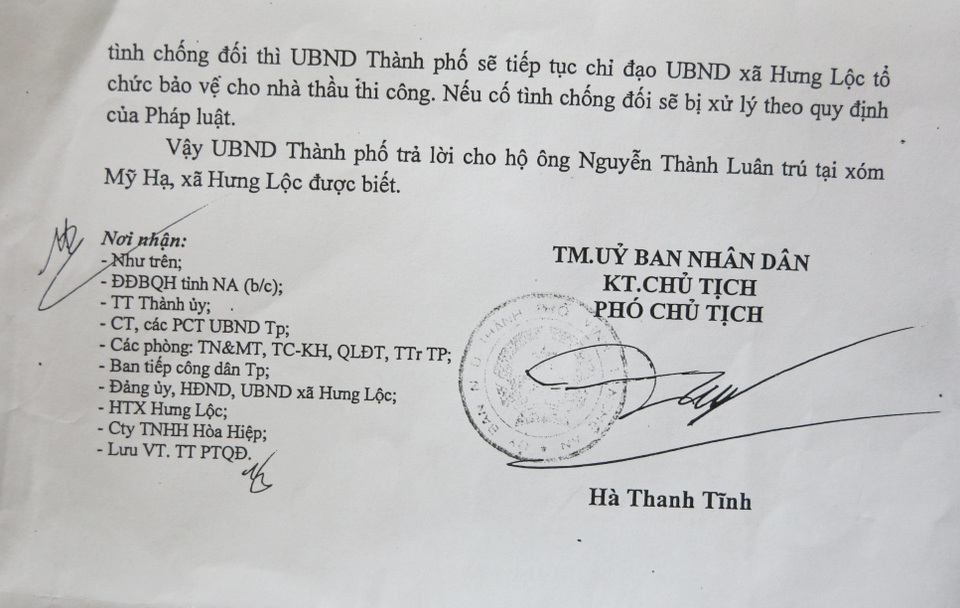 tình chống đối thì UBND Thành phố sẽ tiếp tục chỉ đạo UBND xã Hưng Lộc tổ
chức bảo vệ cho nhà thầu thi công. Nếu cố tình chống đối sẽ bị xử lý theo quy định
của Pháp luật.
Vậy UBND Thành phố trả lời cho hộ ông Nguyễn Thành Luân trú tại xóm
Mỹ Hạ, xã Hưng Lộc được biết.
Nơi nhận:
- Như trên;
- ĐĐBQH tỉnh NA (b/c);
- TT Thành ủy;
- CT, các PCT UBND Tp;
- Các phòng: TN&MT, TC-KH, QLĐT, TTr TP;
- Ban tiếp công dân Tp;
- Đảng ủy, HĐND, UBND xã Hưng Lộc;
- HTX Hưng Lộc;
- Cty TNHH Hòa Hiệp;
- Lưu VT. TT PTQĐ.
TM.UỶ BAN NHÂN DÂN
KT.CHỦ TỊCH
PHÓ CHỦ TỊCH
Hà Thanh Tĩnh